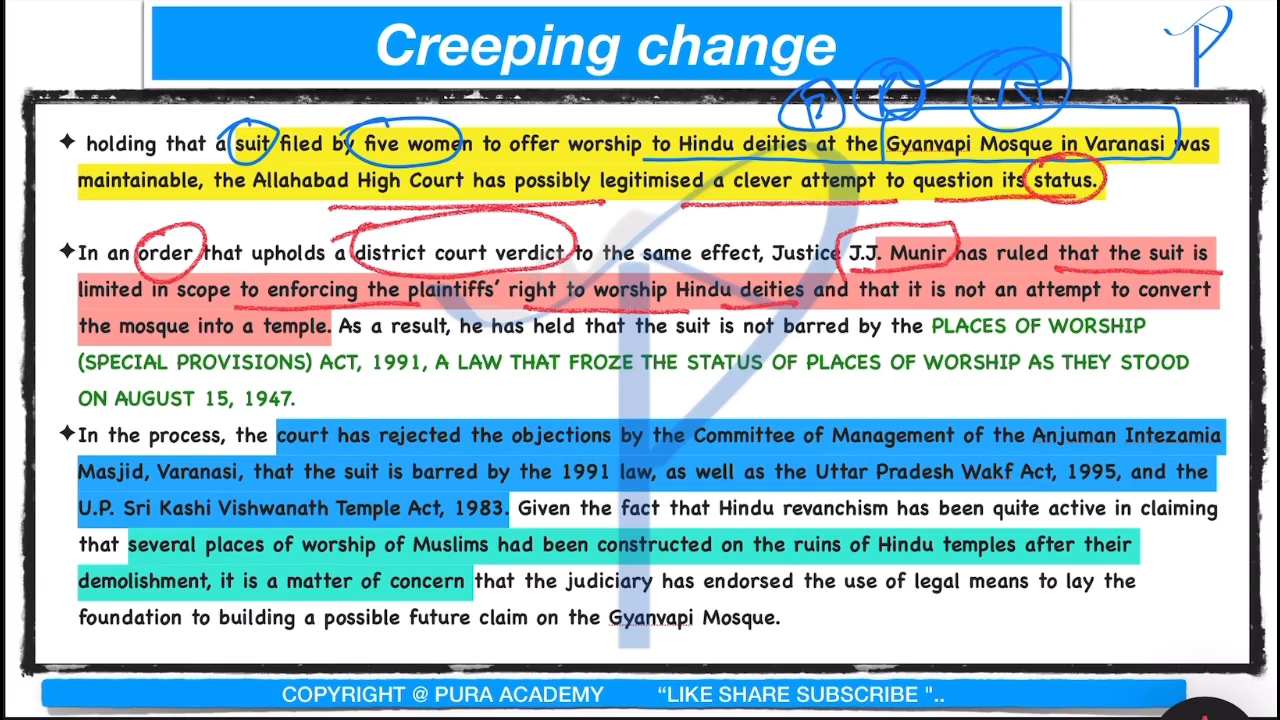 Creeping change
✦ holding that a suit filed by five women to offer worship to Hindu deities at the Gyanvapi Mosque in Varanasi was
maintainable, the Allahabad High Court has possibly legitimised a clever attempt to question its status.
✦In an order that upholds a district court verdict to the same effect, Justice J.J. Munir has ruled that the suit is
limited in scope to enforcing the plaintiffs’ right to worship Hindu deities and that it is not an attempt to convert
the mosque into a temple. As a result, he has held that the suit is not barred by the PLACES OF WORSHIP
(SPECIAL PROVISIONS) ACT, 1991, A LAW THAT FROZE THE STATUS OF PLACES OF WORSHIP AS THEY STOOD
ON AUGUST 15, 1947.
✦In the process, the court has rejected the objections by the Committee of Management of the Anjuman Intezamia
Masjid, Varanasi, that the suit is barred by the 1991 law, as well as the Uttar Pradesh Wakf Act, 1995, and the
U.P. Sri Kashi Vishwanath Temple Act, 1983. Given the fact that Hindu revanchism has been quite active in claiming
that several places of worship of Muslims had been constructed on the ruins of Hindu temples after their
demolishment, it is a matter of concern that the judiciary has endorsed the use of legal means to lay the
foundation to building a possible future claim on the Gyanvapi Mosque.
COPYRIGHT @ PURA ACADEMY “LIKE SHARE SUBSCRIBE "..